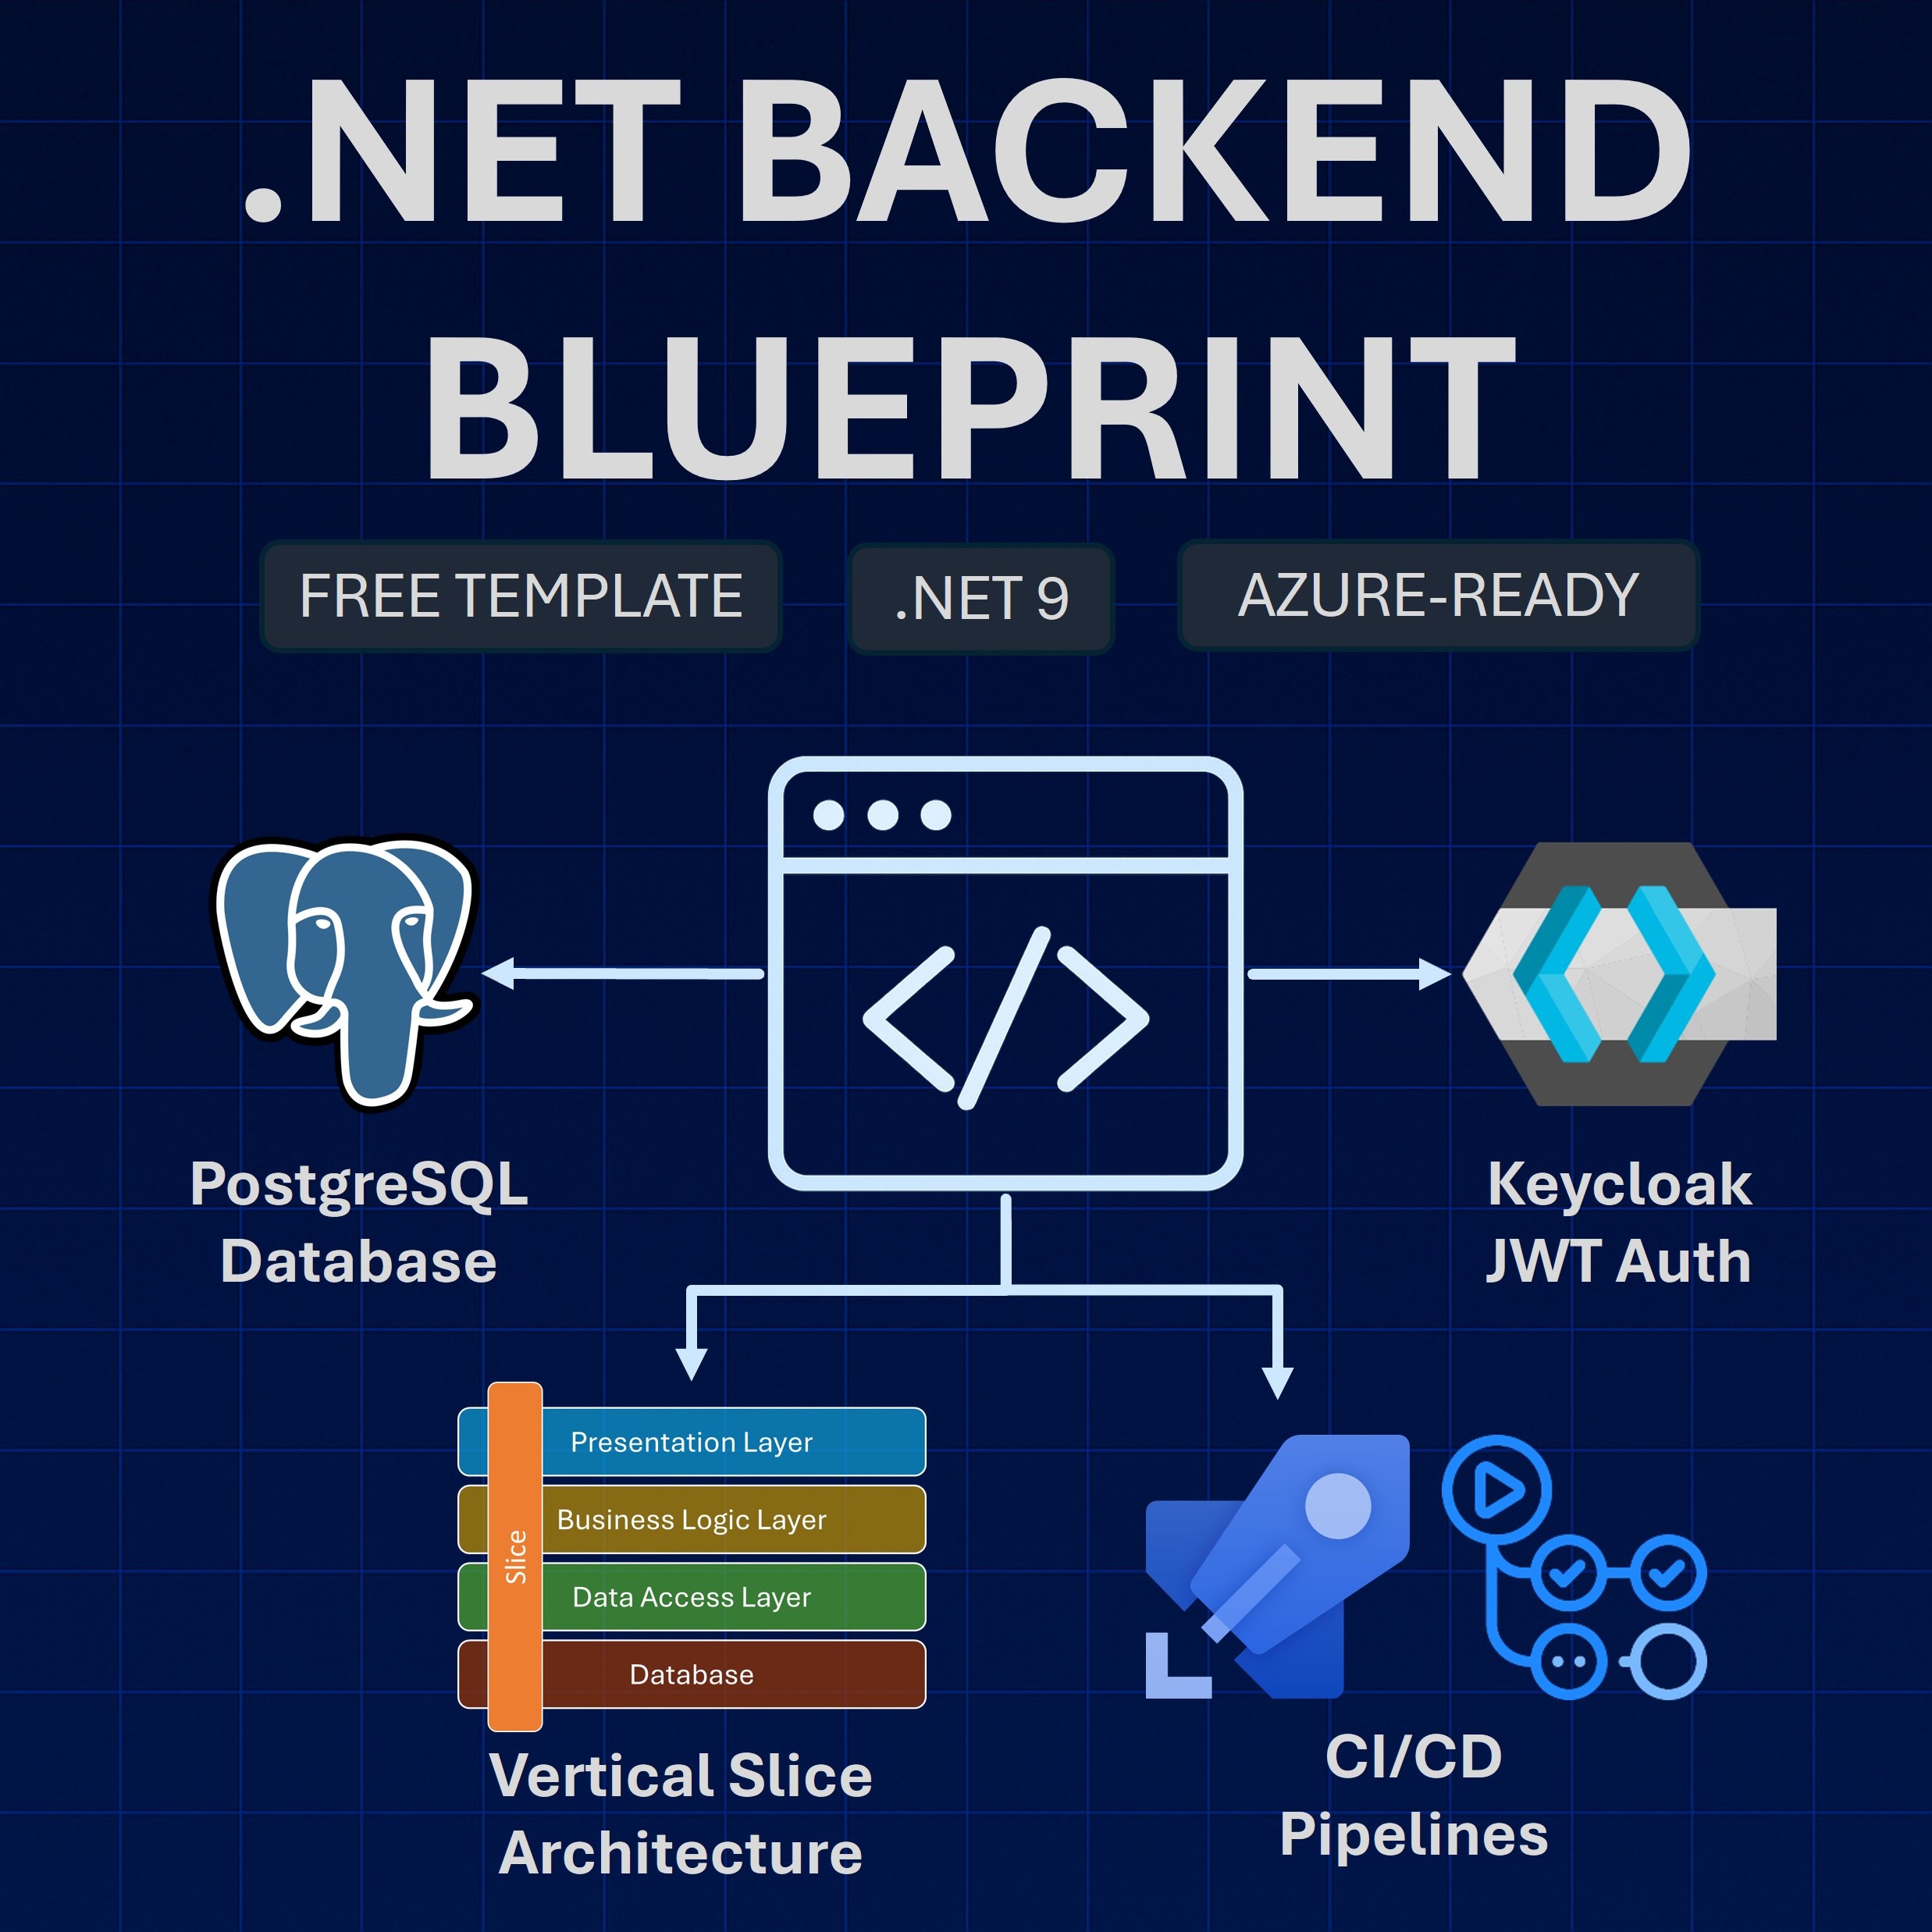 .NET BACKEND
BLUEPRINT
FREE TEMPLATE
.NET 9
AZURE-READY
PostgreSQL
Database
Keycloak
JWT Auth
Slice
Presentation Layer
Business Logic Layer
Data Access Layer
Database
Vertical Slice
Architecture
CI/CD
Pipelines